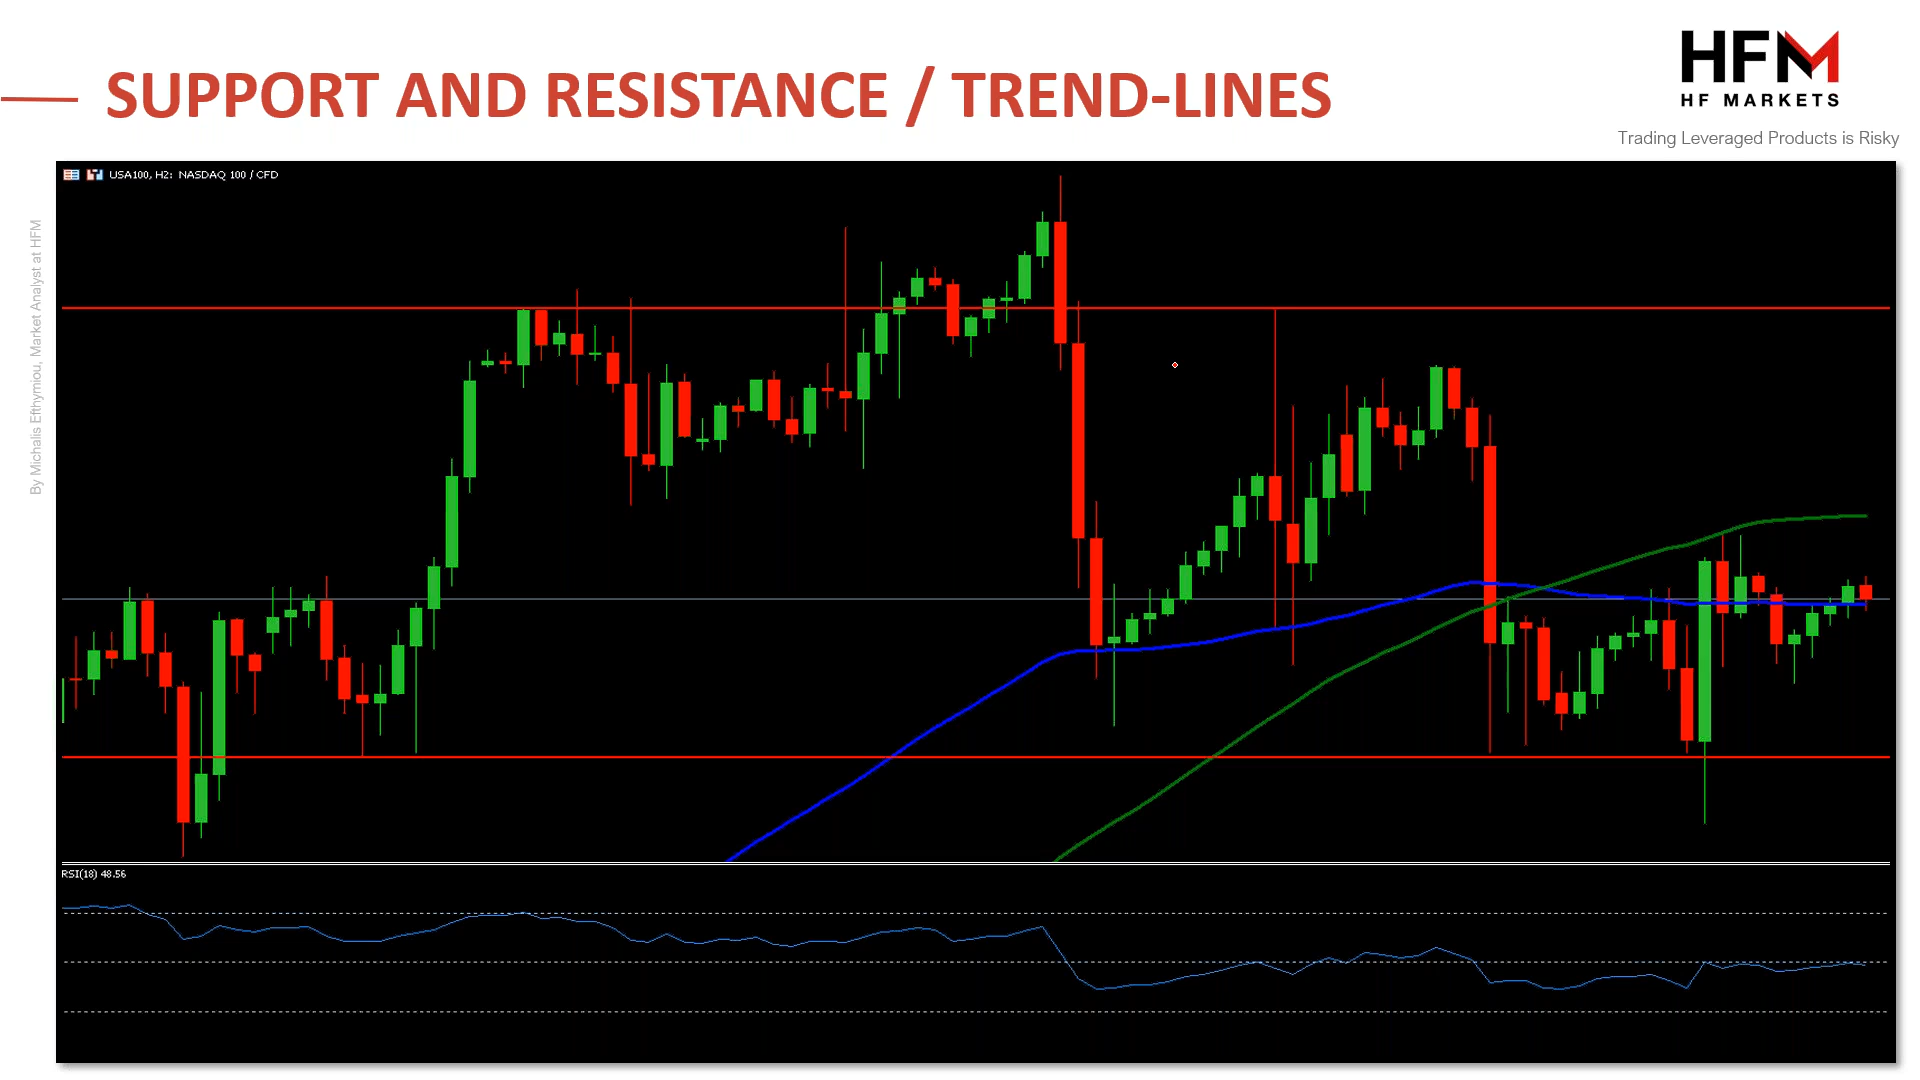 SUPPORT AND RESISTANCE / TREND-LINES
HFM
HF MARKETS
Trading Leveraged Products is Risky
By Michalis Efthymiou, Market Analyst at HFM
USA100, H2: NASDAQ 100 / CFD
RSI(18) 48.56